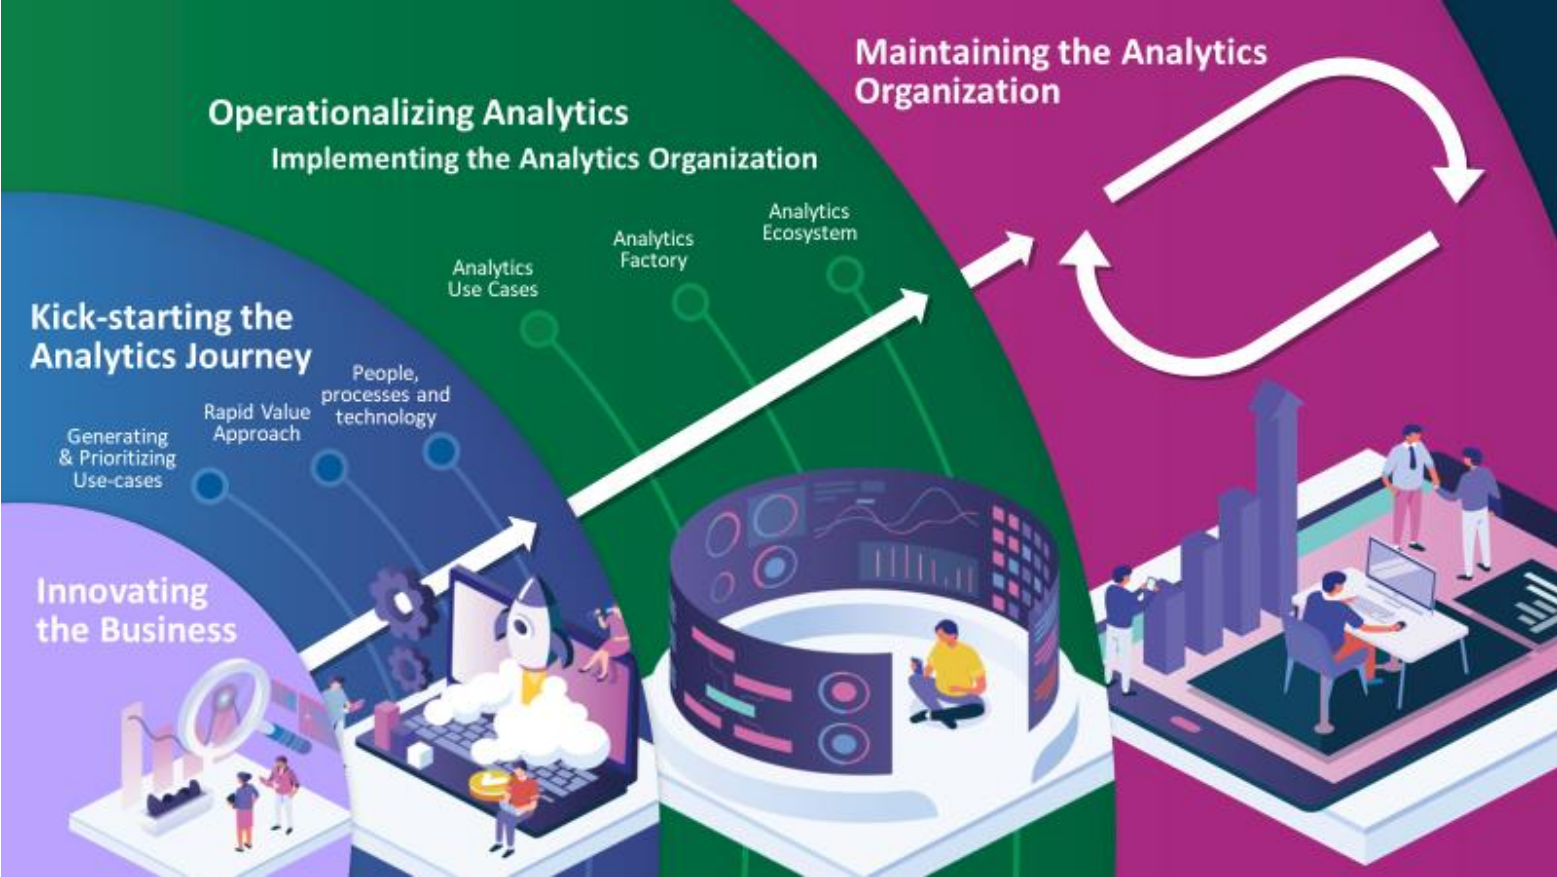 Maintaining the Analytics
Organization
Operationalizing Analytics
Implementing the Analytics Organization
Analytics
Use Cases
Analytics
Factory
Analytics
Ecosystem
Kick-starting the
Analytics Journey
Generating
& Prioritizing
Use-cases
Rapid Value
Approach
People,
processes and
technology
Innovating
the Business